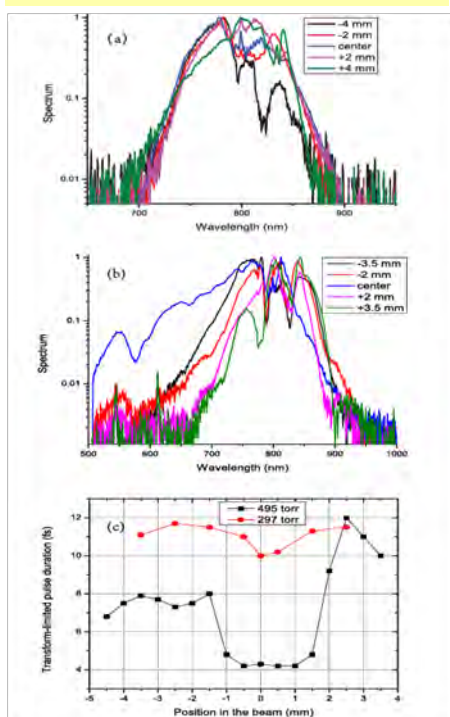 (a)
-4 mm
-2 mm
center
+2 mm
+4 mm
1
0.1
0.01
Spectrum
700
800
900
Wavelength (nm)
(b)
-3.5 mm
-2 mm
center
+2 mm
+3.5 mm
1
0.1
0.01
Spectrum
500
600
700
800
900
1000
Wavelength (nm)
(c)
495 torr
297 torr
12
10
8
6
4
Transform-limited pulse duration (fs)
-5
-4
-3
-2
-1
0
1
2
3
4
Position in the beam (mm)